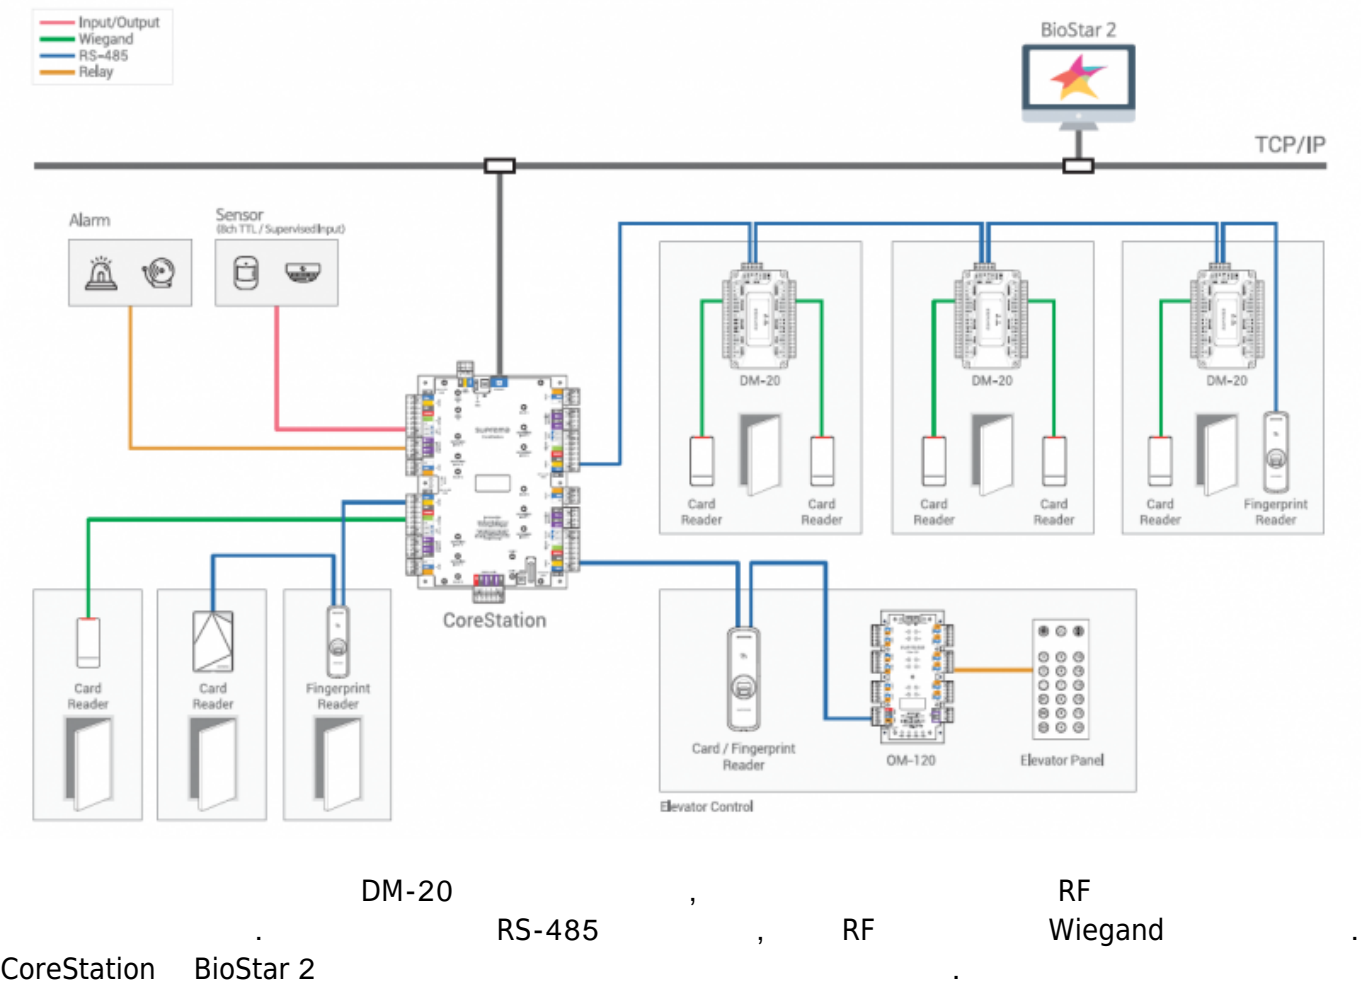 Input/Output
Wiegand
RS-485
Relay
BioStar 2
TCP/IP
Alarm
Sensor
(8ch TTL / Supervised Input)
DM-20
DM-20
DM-20
Card
Reader
Card
Reader
Card
Reader
Card
Reader
Card
Reader
Fingerprint
Reader
suprema
CoreStation
Card
Reader
Card
Reader
Fingerprint
Reader
Card / Fingerprint
Reader
OM-120
Elevator Panel
Elevator Control
DM-20 , RF
. RS-485 , RF Wiegand .
CoreStation BioStar 2 .